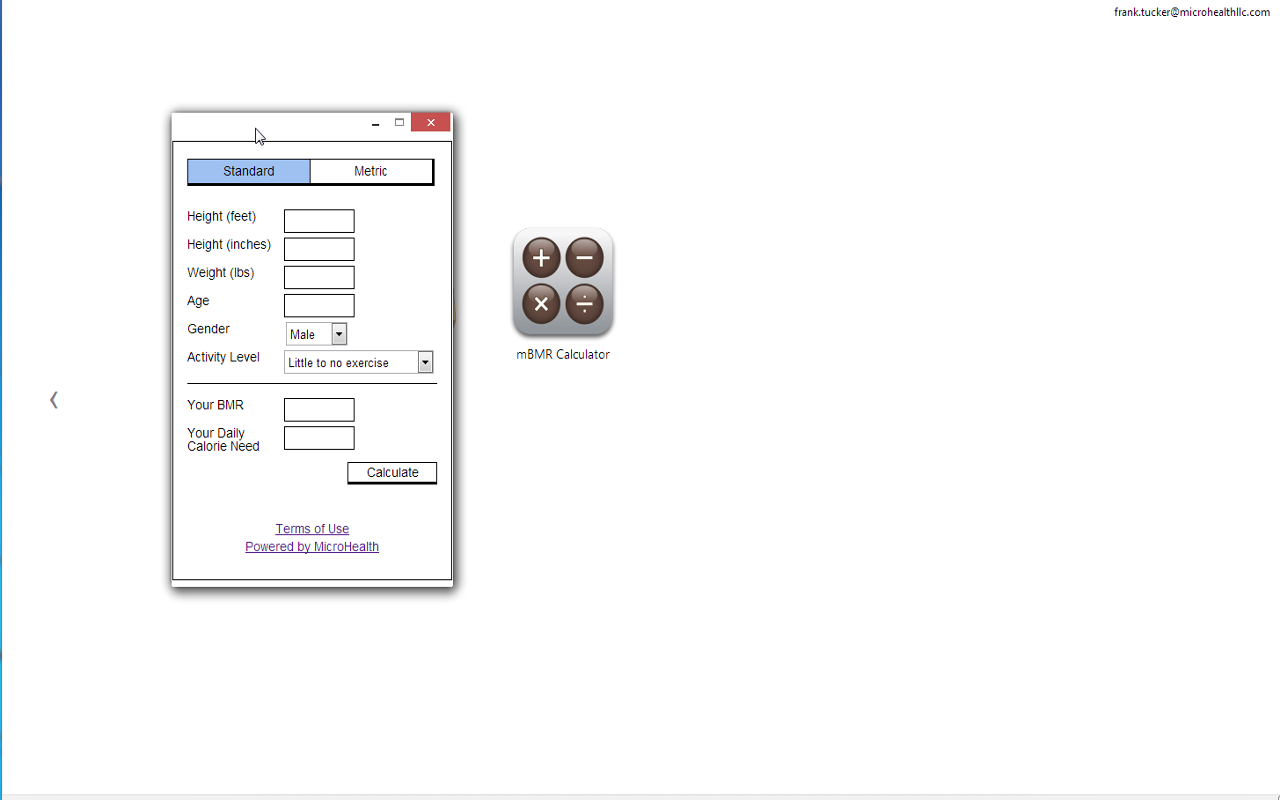 frank.tucker@microhealthllc.com
Standard Metric
Height (feet)
Height (inches)
Weight (lbs)
Age
Gender Male
Activity Level Little to no exercise
Your BMR
Your Daily
Calorie Need
Calculate
Terms of Use
Powered by MicroHealth
mBMR Calculator